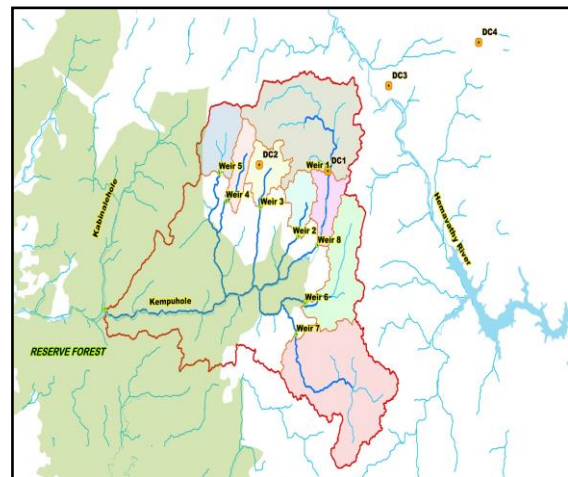 DC4
DC3
DC2
Weir 1
DC1
Weir 5
Weir 4
Weir 3
Weir 2
Weir 8
Kabinalehole
Hemavathy River
Kempuhole
Weir 6
Weir 7
RESERVE FOREST